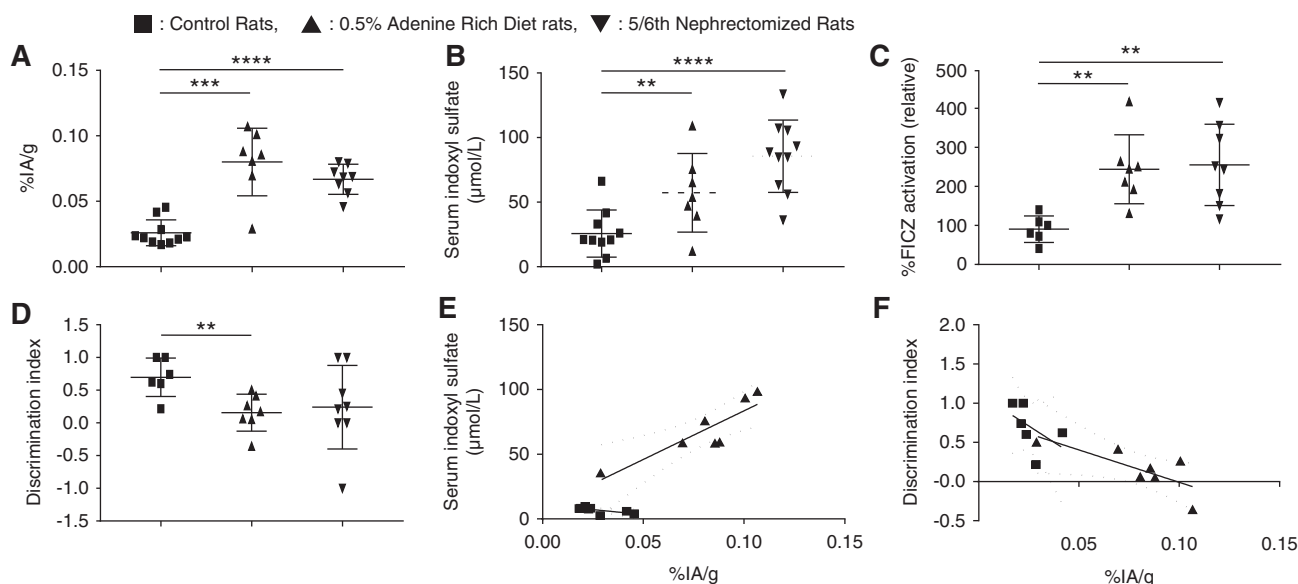 ■ : Control Rats, ▲ : 0.5% Adenine Rich Diet rats, ▼ : 5/6th Nephrectomized Rats
A
%IA/g
0.15
0.10
0.05
0.00
****
***
B
Serum indoxyl sulfate
(µmol/L)
150
100
50
0
****
**
C
%FICZ activation (relative)
500
400
300
200
100
0
**
**
D
Discrimination index
1.5
1.0
0.5
0.0
-0.5
-1.0
-1.5
**
E
Serum indoxyl sulfate
(µmol/L)
150
100
50
0
0.00
0.05
0.10
0.15
%IA/g
F
Discrimination index
2.0
1.5
1.0
0.5
-0.0
-0.5
0.05
0.10
0.15
%IA/g